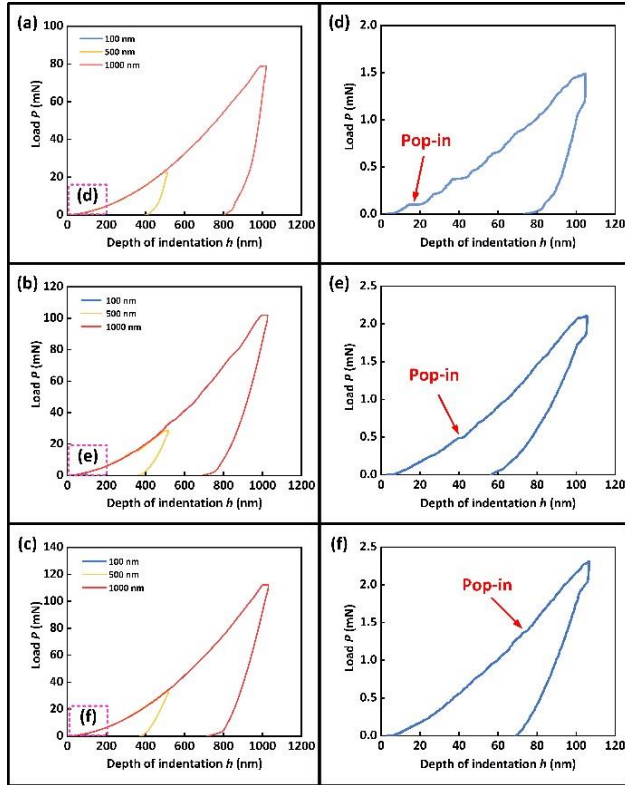 (a)
100
80
60
40
20
0
Load P (mN)
100 nm
500 nm
1000 nm
(d)
0 200 400 600 800 1000 1200
Depth of indentation h (nm)
(d)
2.0
1.5
1.0
0.5
0.0
Load P (mN)
Pop-in
0 20 40 60 80 100 120
Depth of indentation h (nm)
(b)
120
100
80
60
40
20
0
Load P (mN)
100 nm
500 nm
1000 nm
(e)
0 200 400 600 800 1000 1200
Depth of indentation h (nm)
(e)
2.5
2.0
1.5
1.0
0.5
0.0
Load P (mN)
Pop-in
0 20 40 60 80 100 120
Depth of indentation h (nm)
(c)
140
120
100
80
60
40
20
0
Load P (mN)
100 nm
500 nm
1000 nm
(f)
0 200 400 600 800 1000 1200
Depth of indentation h (nm)
(f)
2.5
2.0
1.5
1.0
0.5
0.0
Load P (mN)
Pop-in
0 20 40 60 80 100 120
Depth of indentation h (nm)